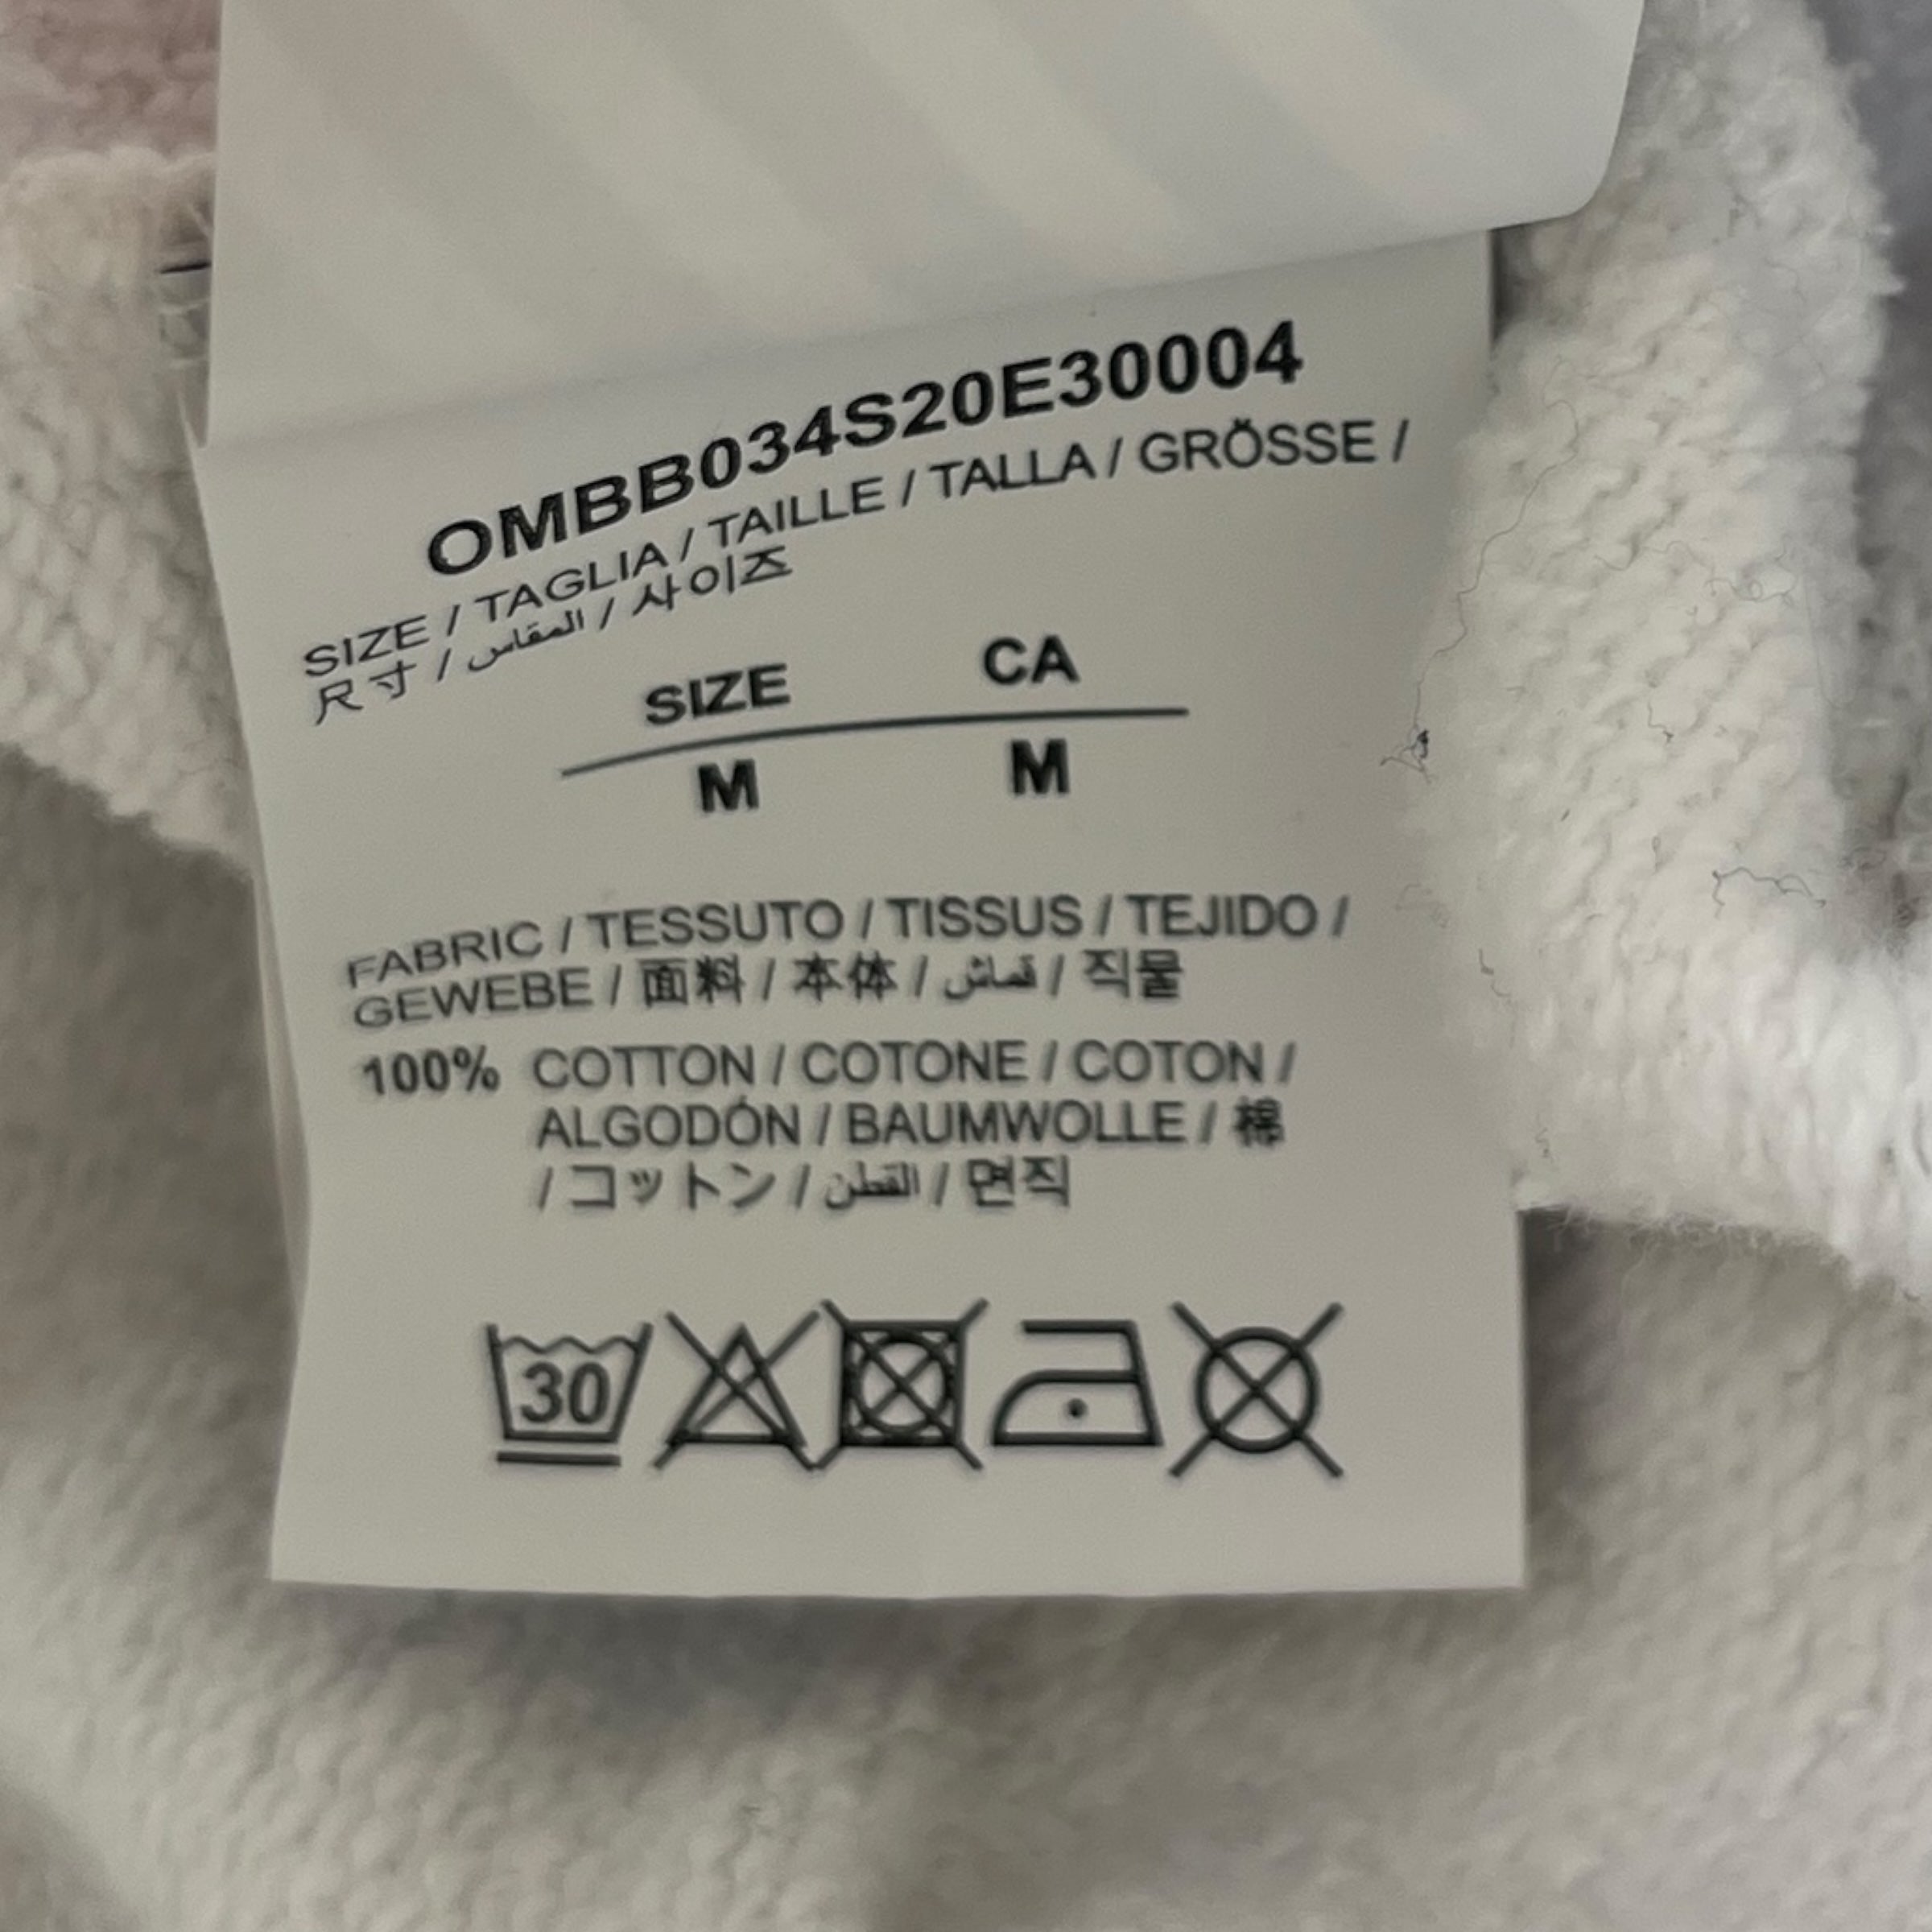 OMBB034S20E30004
SIZE / TAGLIA / TAILLE / TALLA / GRÖSSE /
尺寸 / المقاس / 사이즈
SIZE CA
M M
FABRIC / TESSUTO / TISSUS / TEJIDO /
GEWEBE / 面料 / 本体 / قماش / 직물
100% COTTON / COTONE / COTON /
ALGODÓN / BAUMWOLLE / 棉
/ コットン / القطن / 면직
30